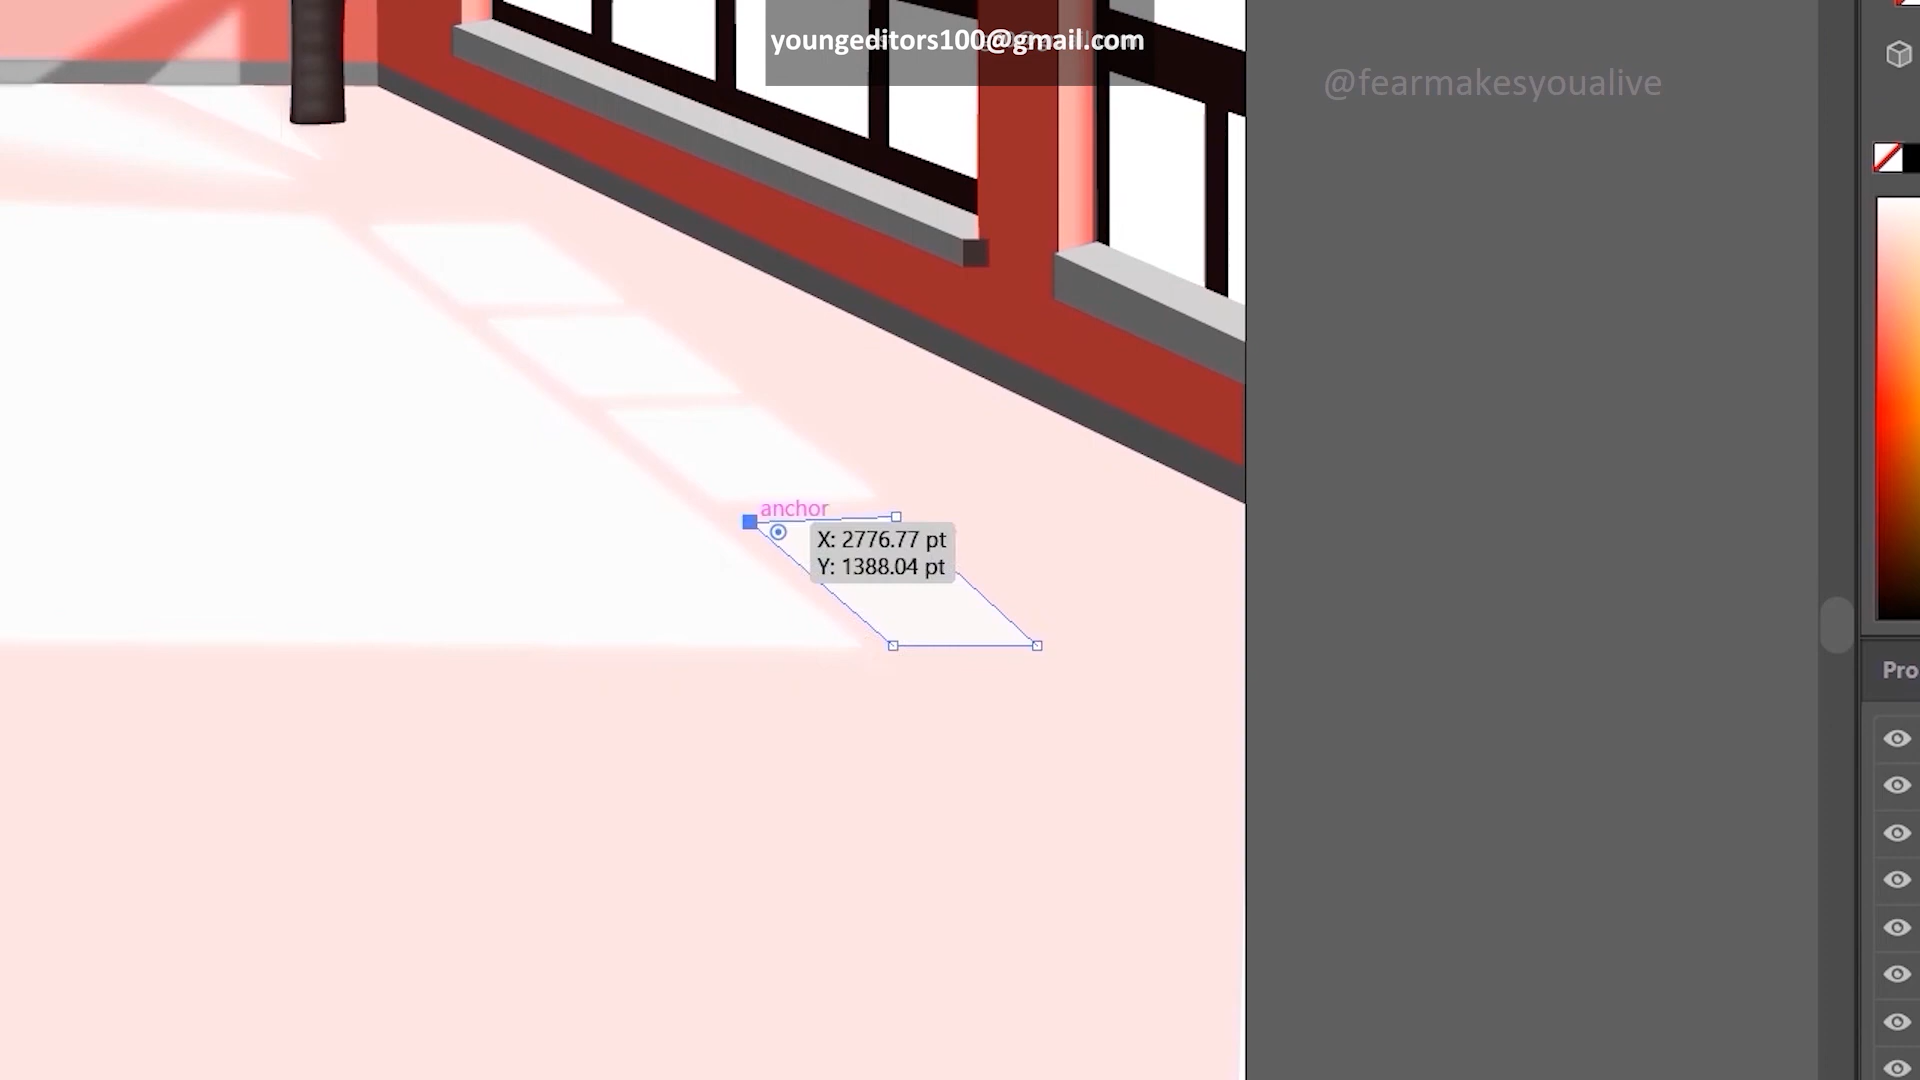 youngeditors100@gmail.com
@fearmakesyoualive
anchor
X: 2776.77 pt
Y: 1388.04 pt
Pro